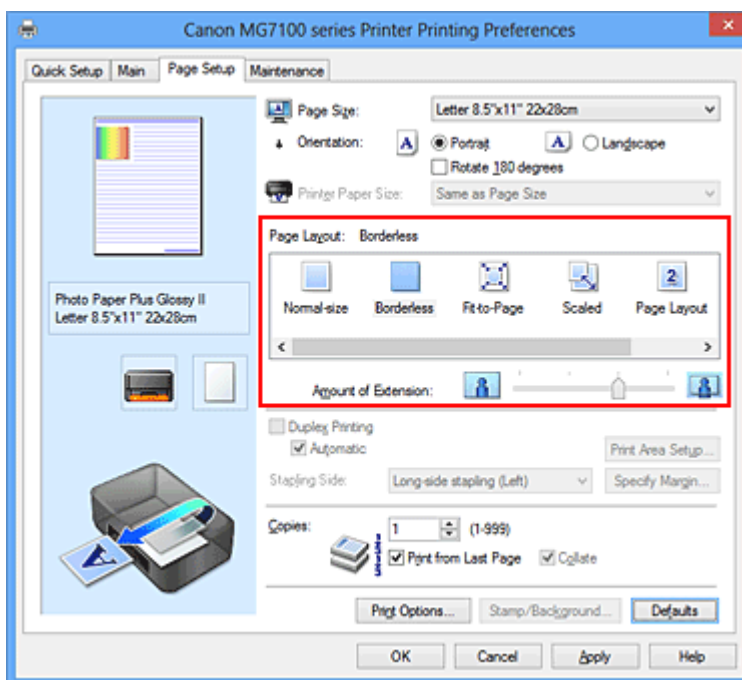 Canon MG7100 series Printer Printing Preferences
Quick Setup Main Page Setup Maintenance
Page Size: Letter 8.5"x11" 22x28cm
Orientation: A Portrait A Landscape
Rotate 180 degrees
Printer Paper Size: Same as Page Size
Page Layout: Borderless
Photo Paper Plus Glossy II
Letter 8.5"x11" 22x28cm
2
Normal-size Borderless Fit-to-Page Scaled Page Layout
Amount of Extension:
Duplex Printing
Automatic
Print Area Setup...
Stapling Side: Long-side stapling (Left) Specify Margin...
Copies: 1 (1-999)
Print from Last Page Collate
A
Print Options... Stamp/Background... Defaults
OK Cancel Apply Help